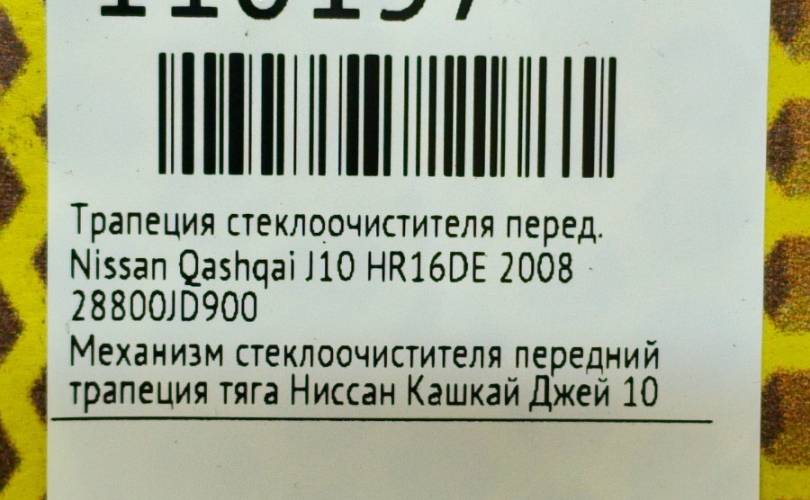 Трапеция стеклоочистителя перед.
Nissan Qashqai J10 HR16DE 2008
28800JD900
Механизм стеклоочистителя передний
трапеция тяга Ниссан Кашкай Джей 10